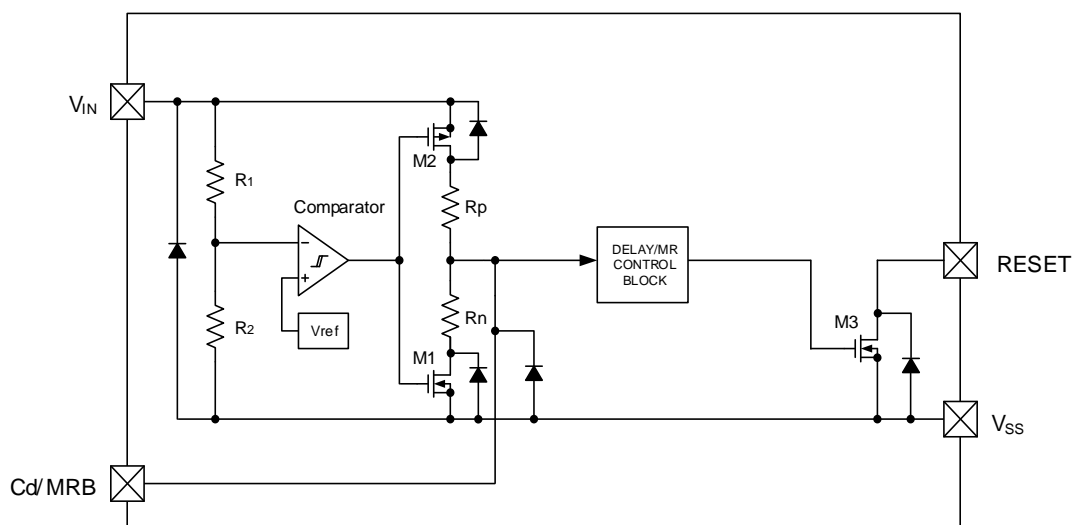 VIN
M2
R1
Comparator
Rp
−
+
DELAY/MR
CONTROL
BLOCK
RESET
R2
Vref
Rn
M1
M3
VSS
Cd/MRB